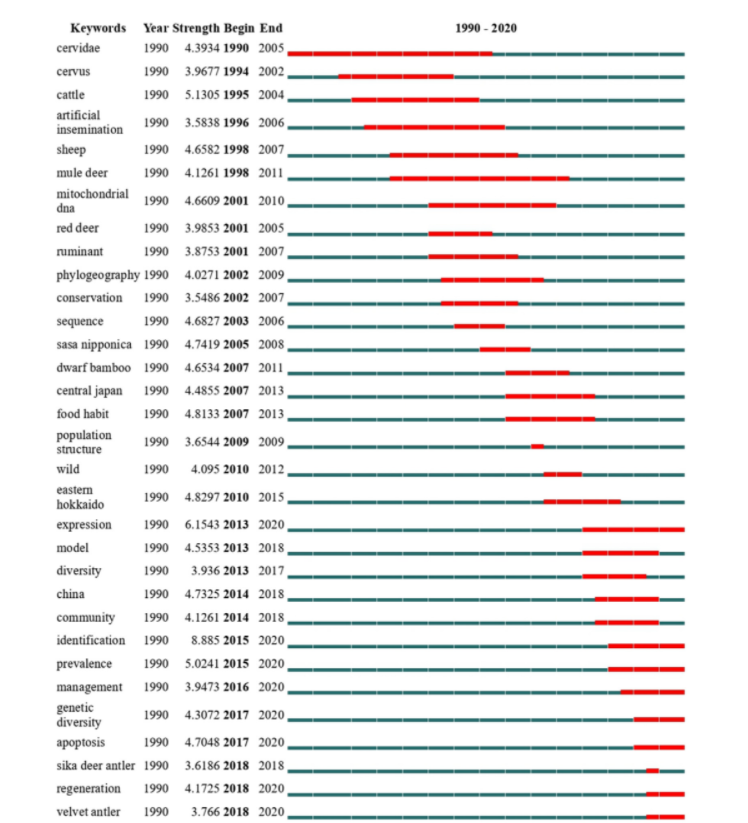 Keywords Year Strength Begin End 1990 - 2020
cervidae 1990 4.3934 1990 2005
cervus 1990 3.9677 1994 2002
cattle 1990 5.1305 1995 2004
artificial
insemination 1990 3.5838 1996 2006
sheep 1990 4.6582 1998 2007
mule deer 1990 4.1261 1998 2011
mitochondrial
dna 1990 4.6609 2001 2010
red deer 1990 3.9853 2001 2005
ruminant 1990 3.8753 2001 2007
phylogeography 1990 4.0271 2002 2009
conservation 1990 3.5486 2002 2007
sequence 1990 4.6827 2003 2006
sasa nipponica 1990 4.7419 2005 2008
dwarf bamboo 1990 4.6534 2007 2011
central japan 1990 4.4855 2007 2013
food habit 1990 4.8133 2007 2013
population
structure 1990 3.6544 2009 2009
wild 1990 4.095 2010 2012
eastern
hokkaido 1990 4.8297 2010 2015
expression 1990 6.1543 2013 2020
model 1990 4.5353 2013 2018
diversity 1990 3.936 2013 2017
china 1990 4.7325 2014 2018
community 1990 4.1261 2014 2018
identification 1990 8.885 2015 2020
prevalence 1990 5.0241 2015 2020
management 1990 3.9473 2016 2020
genetic
diversity 1990 4.3072 2017 2020
apoptosis 1990 4.7048 2017 2020
sika deer antler 1990 3.6186 2018 2018
regeneration 1990 4.1725 2018 2020
velvet antler 1990 3.766 2018 2020